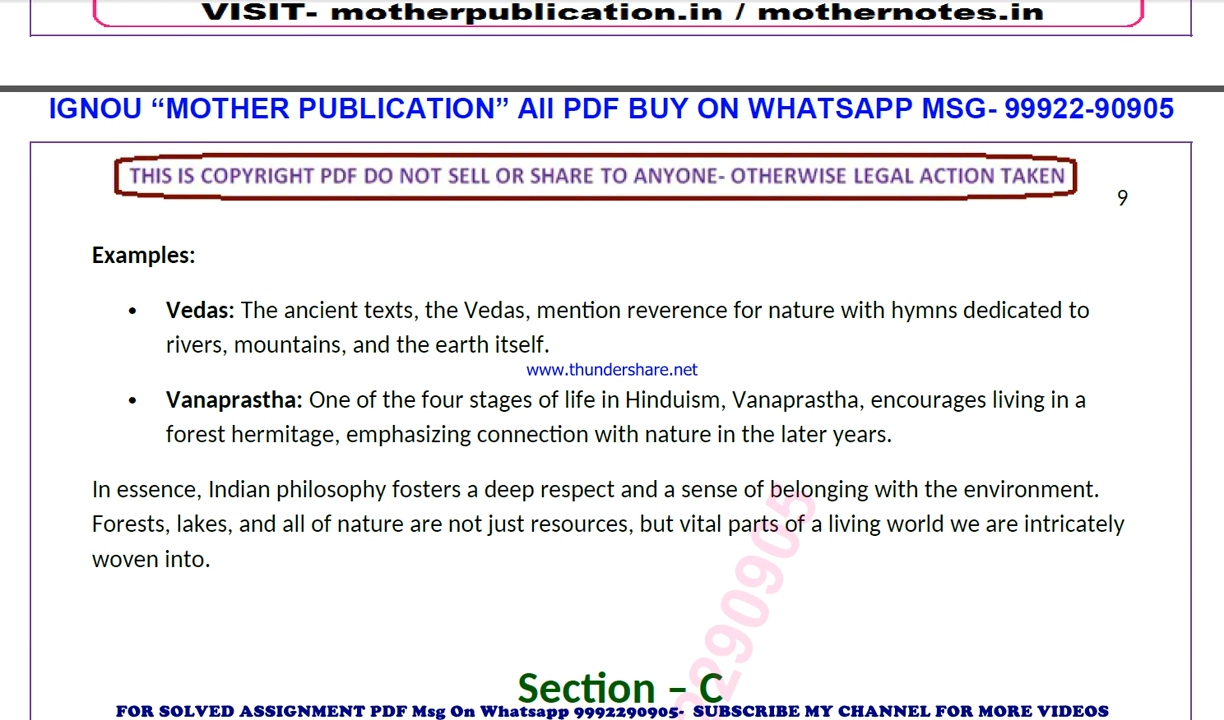 VISIT- motherpublication.in / mothernotes.in
IGNOU “MOTHER PUBLICATION” All PDF BUY ON WHATSAPP MSG- 99922-90905
THIS IS COPYRIGHT PDF DO NOT SELL OR SHARE TO ANYONE- OTHERWISE LEGAL ACTION TAKEN
9
Examples:
• Vedas: The ancient texts, the Vedas, mention reverence for nature with hymns dedicated to
rivers, mountains, and the earth itself.
www.thundershare.net
• Vanaprastha: One of the four stages of life in Hinduism, Vanaprastha, encourages living in a
forest hermitage, emphasizing connection with nature in the later years.
In essence, Indian philosophy fosters a deep respect and a sense of belonging with the environment.
Forests, lakes, and all of nature are not just resources, but vital parts of a living world we are intricately
woven into.
2290905
Section – C
FOR SOLVED ASSIGNMENT PDF Msg On Whatsapp 9992290905- SUBSCRIBE MY CHANNEL FOR MORE VIDEOS